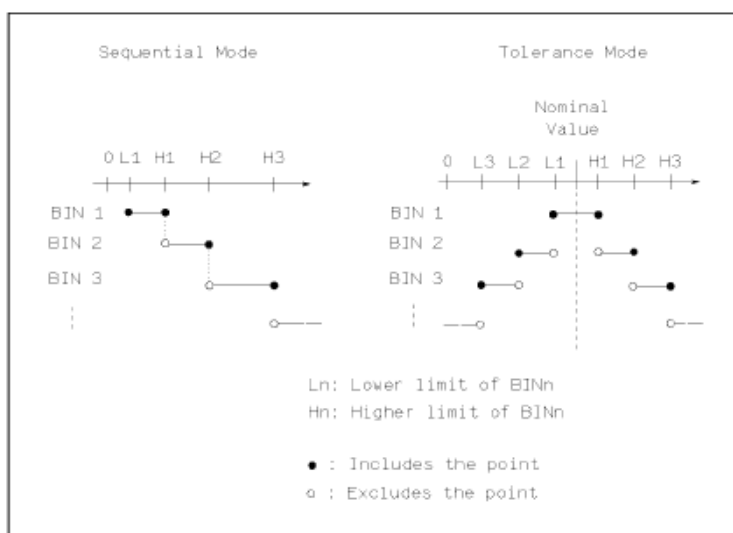 Sequential Mode
Tolerance Mode
Nominal
Value
0 L1 H1 H2 H3
0 L3 L2 L1 H1 H2 H3
BIN 1
BIN 2
BIN 3
BIN 1
BIN 2
BIN 3
Ln: Lower limit of BINn
Hn: Higher limit of BINn
: Includes the point
: Excludes the point